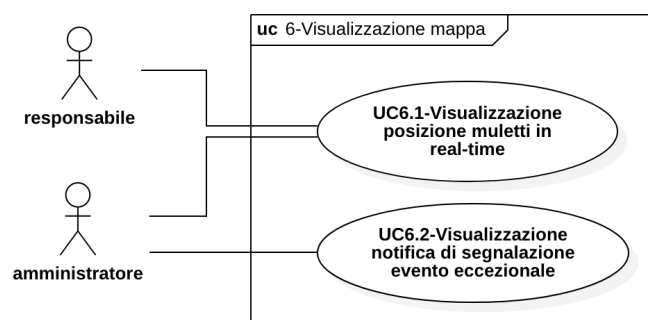 uc 6-Visualizzazione mappa
responsabile
UC6.1-Visualizzazione
posizione muletti in
real-time
amministratore
UC6.2-Visualizzazione
notifica di segnalazione
evento eccezionale